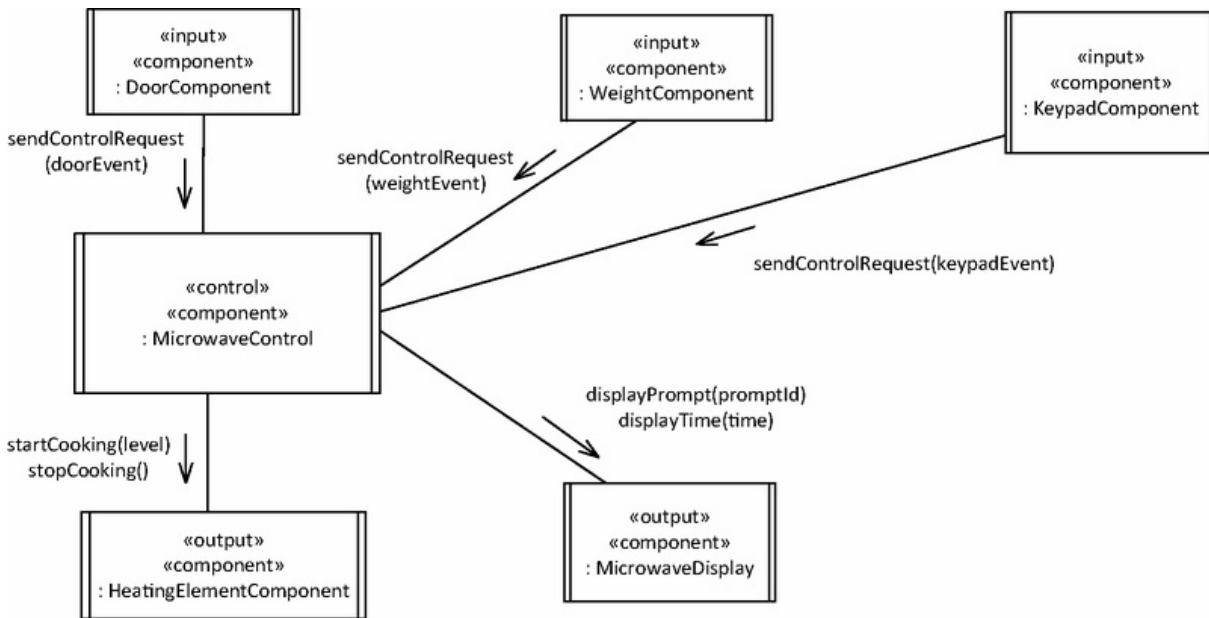 «input»
«component»
: DoorComponent
«input»
«component»
: WeightComponent
«input»
«component»
: KeypadComponent
sendControlRequest
(doorEvent)
sendControlRequest
(weightEvent)
sendControlRequest(keypadEvent)
«control»
«component»
: MicrowaveControl
displayPrompt(promptId)
displayTime(time)
startCooking(level)
stopCooking()
«output»
«component»
: HeatingElementComponent
«output»
«component»
: MicrowaveDisplay